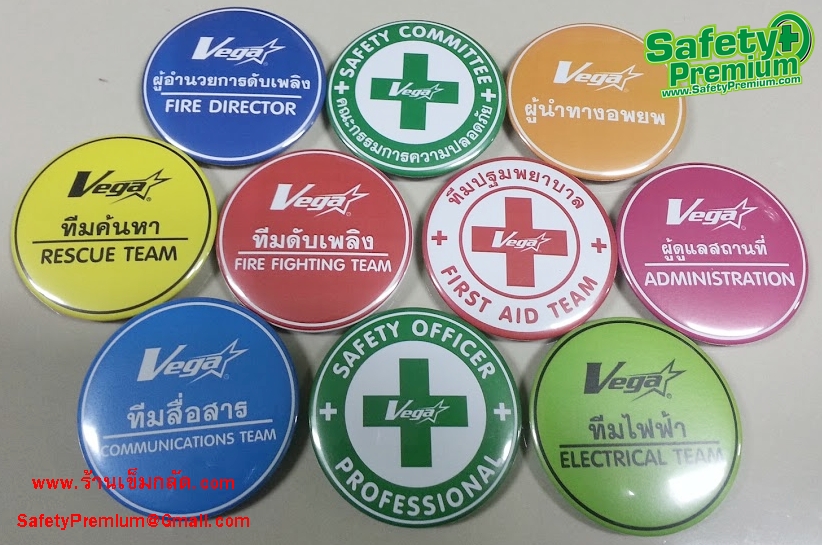 Vega
ผู้อำนวยการดับเพลิง
FIRE DIRECTOR
SAFETY COMMITTEE
Vega
คณะกรรมการความปลอดภัย
Vega
ผู้นำทางอพยพ
Safety+
Premium
www.SafetyPremium.com
Vega
ทีมค้นหา
RESCUE TEAM
Vega
ทีมดับเพลิง
FIRE FIGHTING TEAM
ทีมปฐมพยาบาล
Vega
FIRST AID TEAM
Vega
ผู้ดูแลสถานที่
ADMINISTRATION
Vega
ทีมสื่อสาร
COMMUNICATIONS TEAM
SAFETY OFFICER
Vega
PROFESSIONAL
Vega
ทีมไฟฟ้า
ELECTRICAL TEAM
www.ร้านเข็มกลัด.com
SafetyPremium@Gmail.com